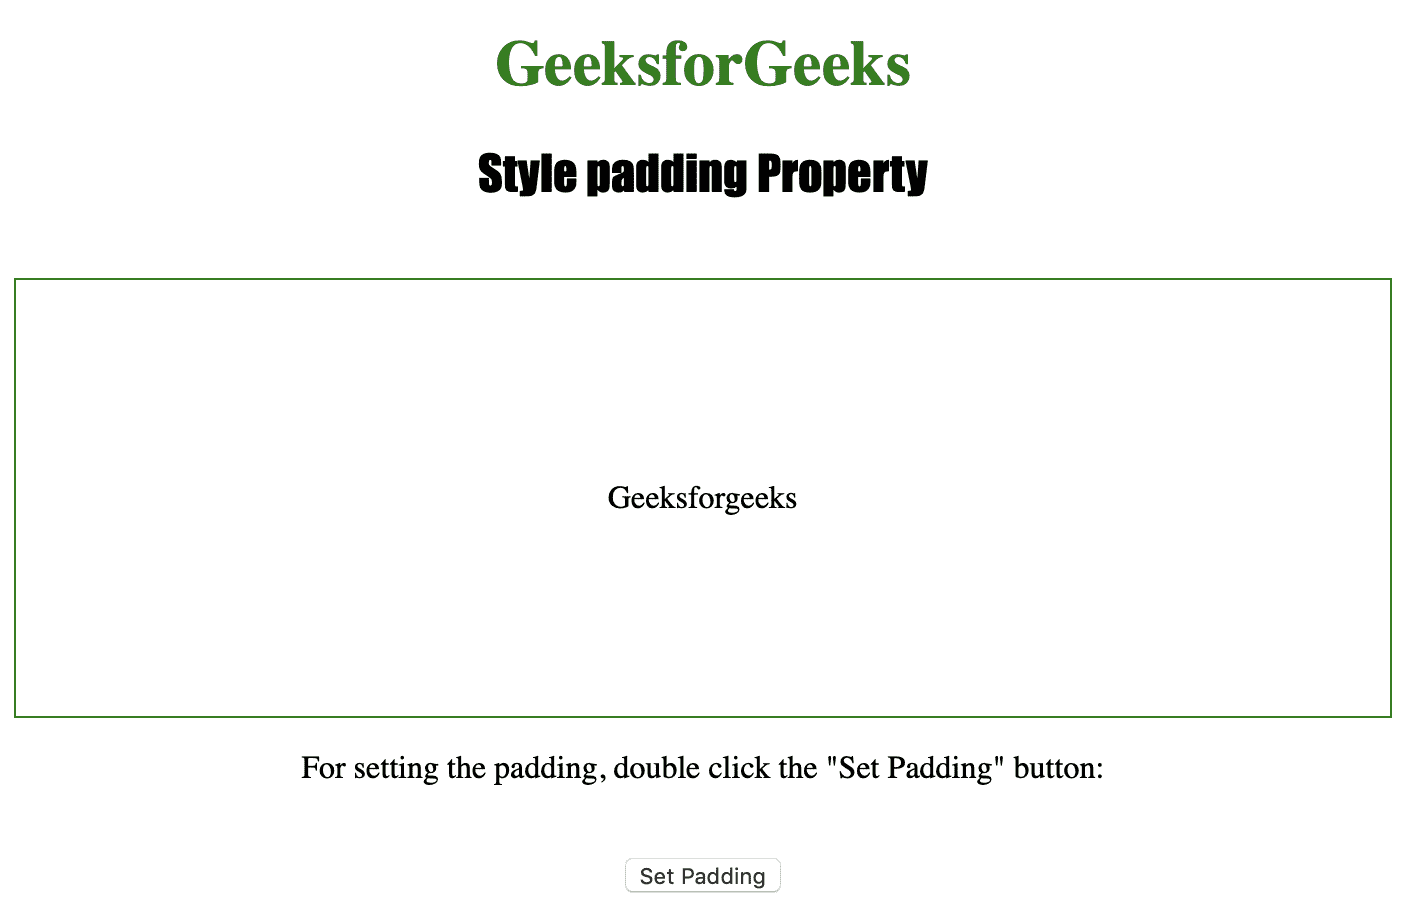 GeeksforGeeks
Style padding Property
Geeksforgeeks
For setting the padding, double click the "Set Padding" button:
Set Padding